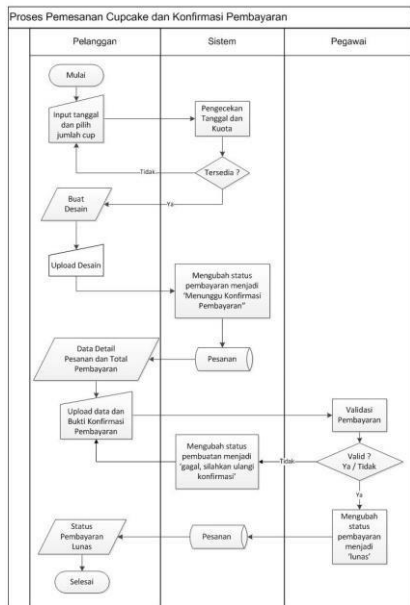 Proses Pemesanan Cupcake dan Konfirmasi Pembayaran
Pelanggan
Sistem
Pegawai
Mulai
Input tanggal
dan pilih
jumlah cup
Pengecekan
Tanggal dan
Kuota
Tersedia ?
Tidak
Ya
Buat
Desain
Upload Desain
Mengubah status
pembayaran menjadi
'Menunggu Konfirmasi
Pembayaran"
Data Detail
Pesanan dan Total
Pembayaran
Pesanan
Upload data dan
Bukti Konfirmasi
Pembayaran
Validasi
Pembayaran
Mengubah status
pembuatan menjadi
'gagal, silahkan ulangi
konfirmasi'
Tidak
Valid ?
Ya / Tidak
Ya
Status
Pembayaran
Lunas
Pesanan
Mengubah
status
pembayaran
menjadi
'lunas'
Selesai